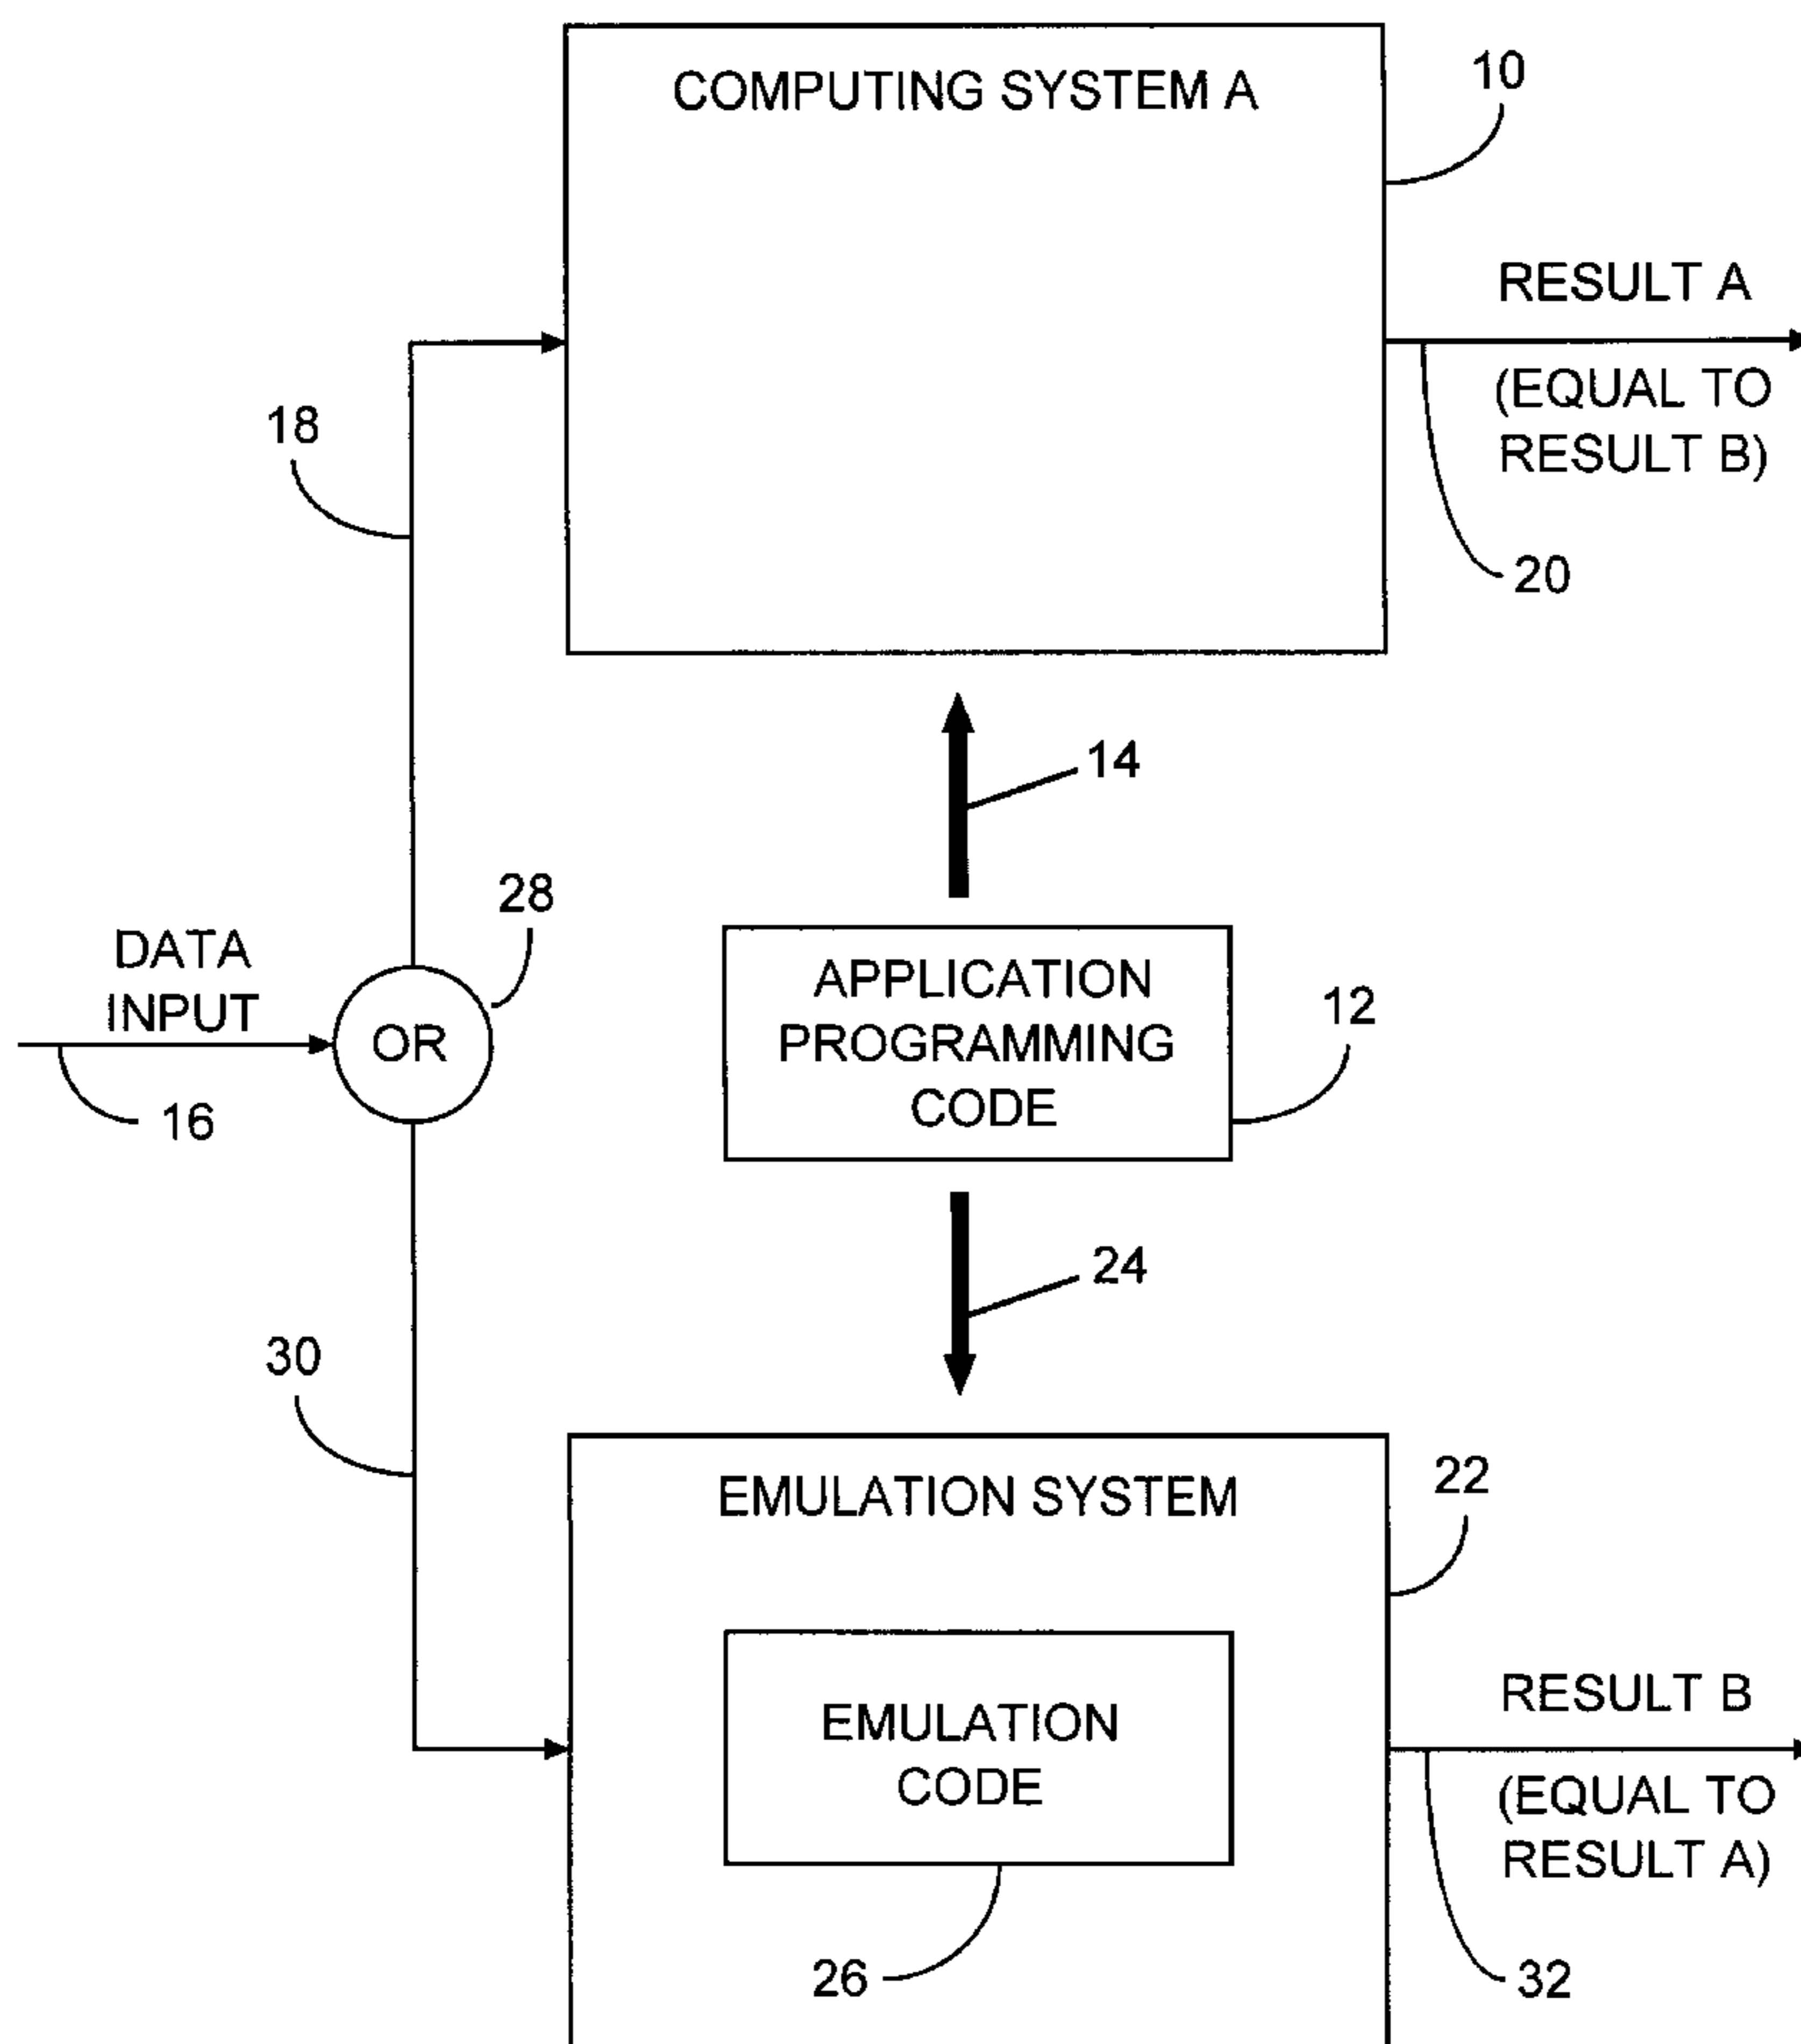 COMPUTING SYSTEM A
10
RESULT A
(EQUAL TO
RESULT B)
18
20
14
28
DATA
INPUT
OR
16
APPLICATION
PROGRAMMING
CODE
12
24
30
EMULATION SYSTEM
22
EMULATION
CODE
RESULT B
(EQUAL TO
RESULT A)
26
32